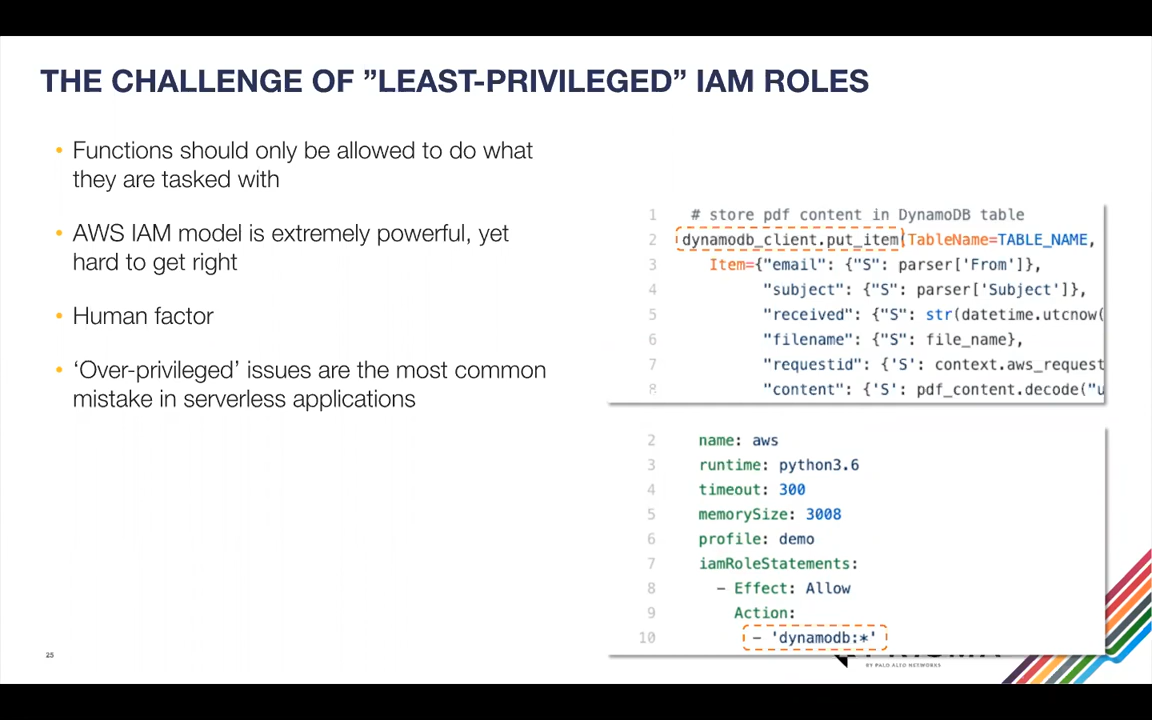 THE CHALLENGE OF ”LEAST-PRIVILEGED” IAM ROLES
• Functions should only be allowed to do what
they are tasked with
• AWS IAM model is extremely powerful, yet
hard to get right
• Human factor
• ‘Over-privileged’ issues are the most common
mistake in serverless applications
1 # store pdf content in DynamoDB table
2 dynamodb_client.put_item(TableName=TABLE_NAME,
3 Item={"email": {"S": parser['From']},
4 "subject": {"S": parser['Subject']},
5 "received": {"S": str(datetime.utcnow(
6 "filename": {"S": file_name},
7 "requestid": {'S': context.aws_request
8 "content": {'S': pdf_content.decode("u
2 name: aws
3 runtime: python3.6
4 timeout: 300
5 memorySize: 3008
6 profile: demo
7 iamRoleStatements:
8 - Effect: Allow
9 Action:
10 - 'dynamodb:*'
25
BY PALO ALTO NETWORKS